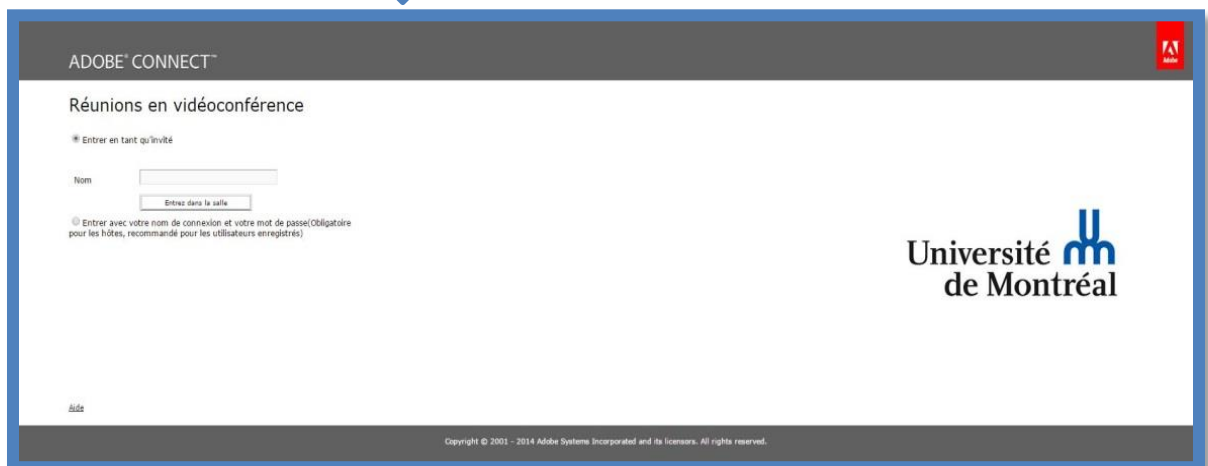 ADOBE® CONNECT™
Adobe
Réunions en vidéoconférence
Entrer en tant qu'invité
Nom
Entrez dans la salle
Entrer avec votre nom de connexion et votre mot de passe(Obligatoire
pour les hôtes, recommandé pour les utilisateurs enregistrés)
Université
de Montréal
Aide
Copyright © 2001 - 2014 Adobe Systems Incorporated and its licensors. All rights reserved.